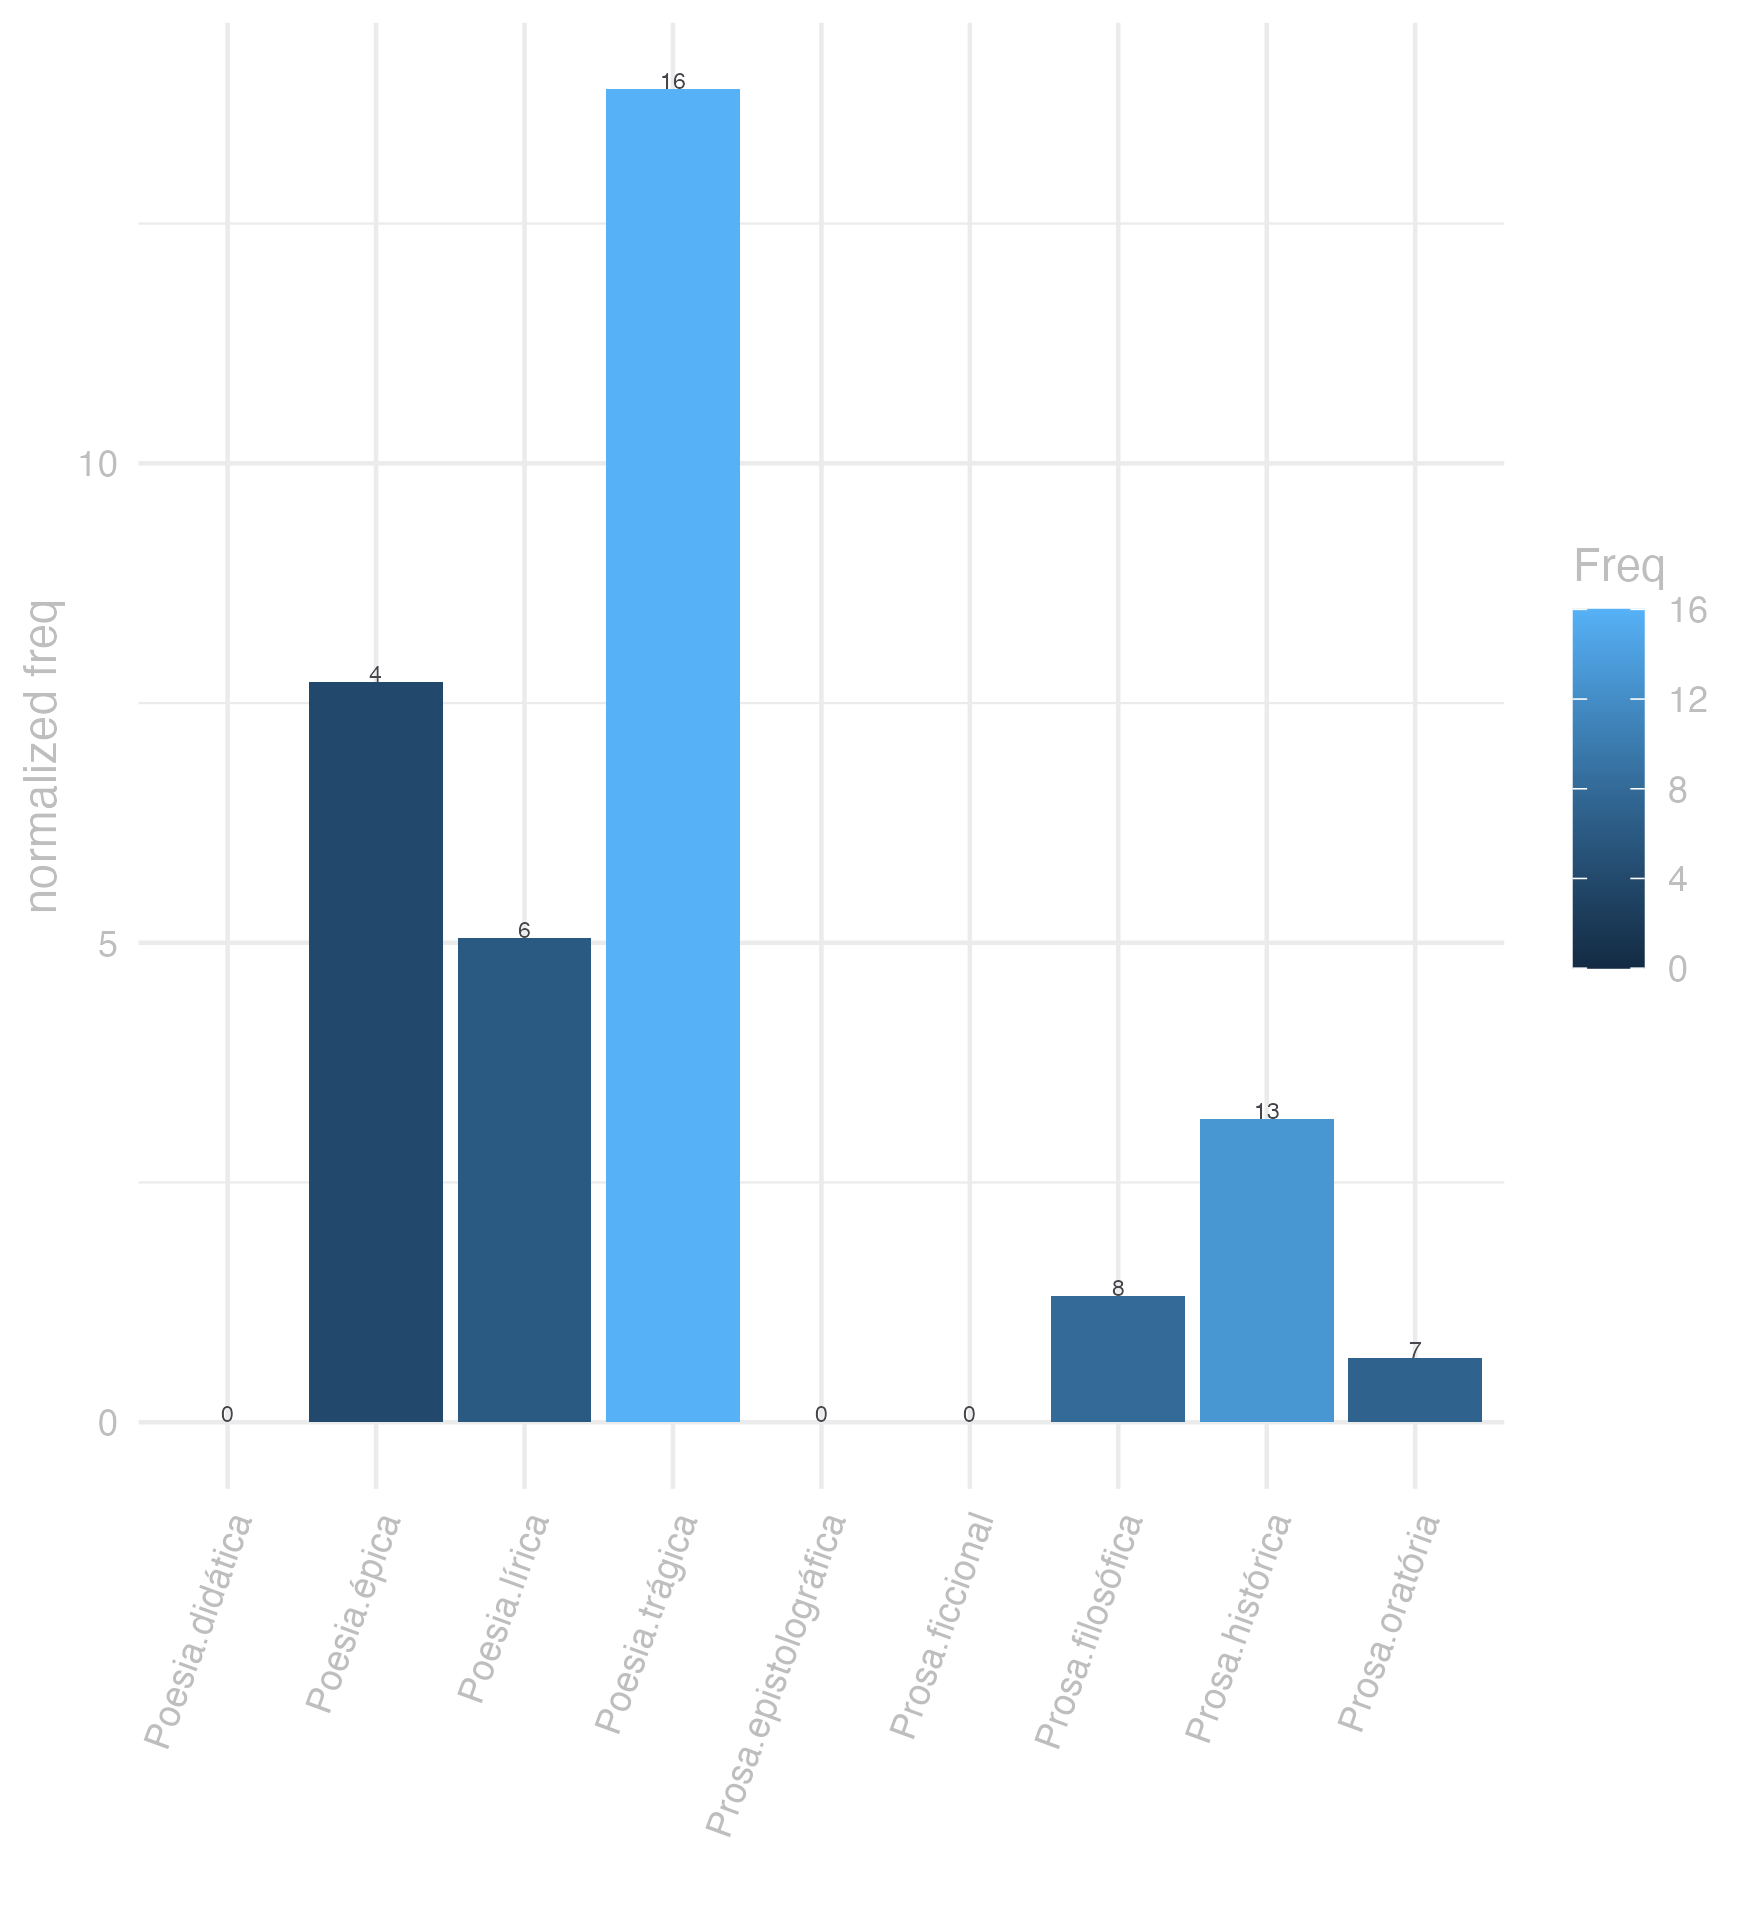 normalized freq
10
5
0
0
4
6
16
0
0
8
13
7
Poesia.didática
Poesia.épica
Poesia.lírica
Poesia.trágica
Prosa.epistolográfica
Prosa.ficcional
Prosa.filosófica
Prosa.histórica
Prosa.oratória
Freq
16
12
8
4
0